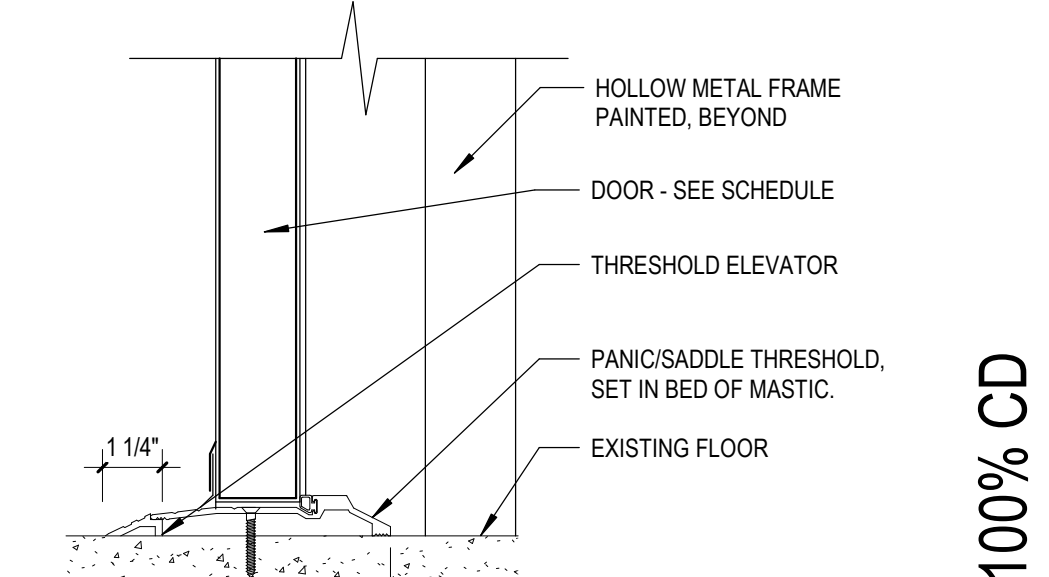 HOLLOW METAL FRAME
PAINTED, BEYOND
DOOR - SEE SCHEDULE
THRESHOLD ELEVATOR
PANIC/SADDLE THRESHOLD,
SET IN BED OF MASTIC.
EXISTING FLOOR
1 1/4"
100% CD